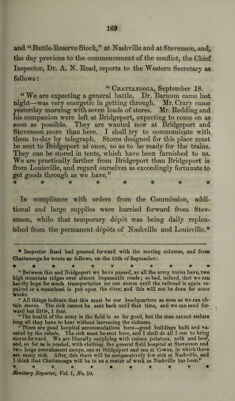 169
and "Battle-Reserve Stock," at Nashville and at Stevenson, and,
the day previous to the commencement of the conflict, the Chief
Inspector, Dr. A. N. Read, reports to the Western Secretary as
follows:
"Chattanooga, September 18.
"We are expecting a general battle. Dr. Barnum came last
night—was very energetic in getting through. Mr. Crary came
yesterday morning with seven loads of stores. Mr. Redding and
his companion were left at Bridgeport, expecting to come on as
soon as possible. They are wanted now at Bridgeport and
Stevenson more than here. I shall try to communicate with
them to-day by telegraph. Stores designed for this place must
be sent to Bridgeport at once, so as to be ready for the trains.
They can be stored in tents, which have been furnished to us.
We are practically farther from Bridgeport than Bridgeport is
from Louisville, and regard ourselves as exceedingly fortunate to
get goods through as we have."
* * * * * * *
In compliance with orders from the Commission, addi-
tional and large supplies were hurried forward from Stev-
enson, while that temporary dépôt was being daily replen-
ished from the permanent dépôts of Nashville and Louisville.*
* Inspector Read had pressed forward with the moving columns, and from
Chattanooga he wrote as follows, on the 10th of September:
* * * * * * *
"Between this and Bridgeport we have passed, as all the army trains have, two
high mountain ridges over almost impassable roads; so bad, indeed, that we can
hardly hope for much transportation for our stores until the railroad is again re-
paired or a steamboat is put upon the river, and this will not be done for some
weeks.
"All things indicate that this must be our headquarters as soon as we can ob-
tain stores. The sick cannot be sent back until that time, and we can send for-
ward but little, I fear.
"The health of the army in the field is so far good, but the men cannot endure
for all they have to bear without increasing the sickness.
"There are good hospital accommodations here—good buildings built and va-
cated by the rebels. The sick must be sent here, and I shall do all I can to bring
stores forward. We are liberally supplying with onions, potatoes, milk and beef,
and, so far as is needed, with clothing, the general field hospital at Stevenson and
two large convalescent camps, one at Bridgeport and one at Cowan, in which there
are many sick. After this, there will be comparatively few sick at Nashville, and
I think that Chattanooga will be to us a center of work as Nashville has been."
* * * * * * *
Sanitary Reporter, Vol. I, No. 10.